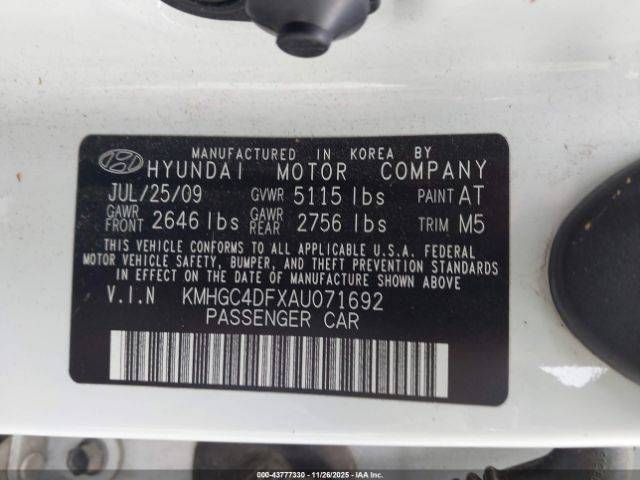 MANUFACTURED IN KOREA BY
HYUNDAI MOTOR COMPANY
JUL/25/09 GVWR 5115 lbs PAINT AT
GAWR FRONT 2646 lbs GAWR REAR 2756 lbs TRIM M5
THIS VEHICLE CONFORMS TO ALL APPLICABLE U.S.A. FEDERAL
MOTOR VEHICLE SAFETY, BUMPER, AND THEFT PREVENTION STANDARDS
IN EFFECT ON THE DATE OF MANUFACTURE SHOWN ABOVE
V.I.N KMHGC4DFXAU071692
PASSENGER CAR
000-43777330 11/26/2025 IAAI.COM